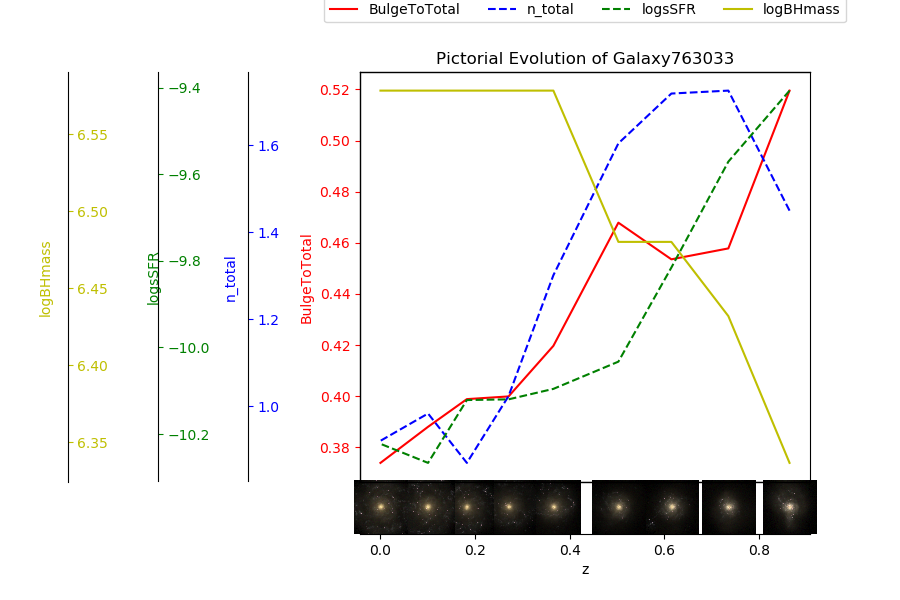 BulgeToTotal n_total logsSFR logBHmass
Pictorial Evolution of Galaxy763033
logBHmass
6.55
6.50
6.45
6.40
6.35
logsSFR
−9.4
−9.6
−9.8
−10.0
−10.2
n_total
1.6
1.4
1.2
1.0
BulgeToTotal
0.52
0.50
0.48
0.46
0.44
0.42
0.40
0.38
0.0 0.2 0.4 0.6 0.8
z